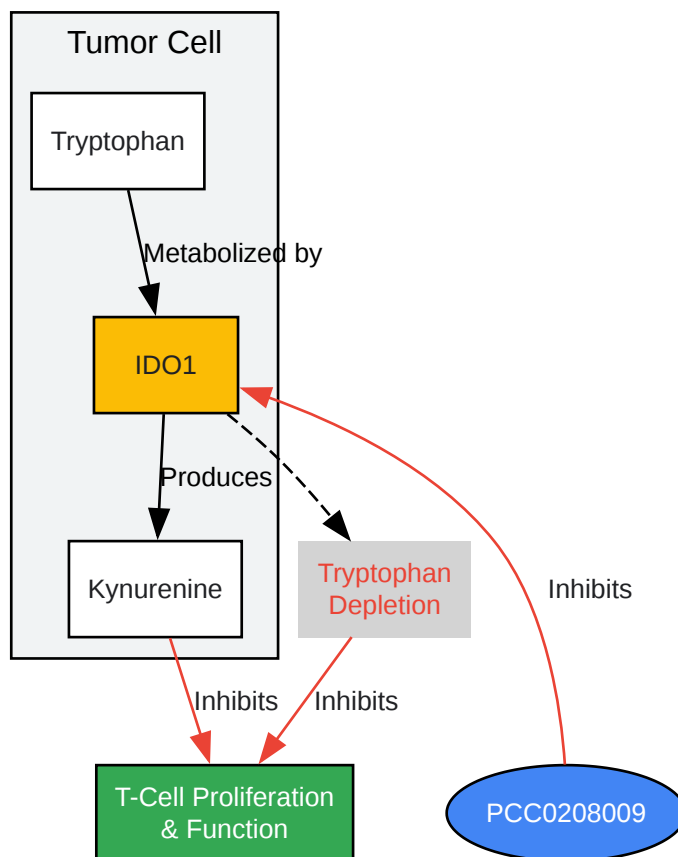 Tumor Cell
Tryptophan
Metabolized by
IDO1
Produces
Kynurenine
Tryptophan
Depletion
Inhibits
Inhibits
Inhibits
T-Cell Proliferation
& Function
PCC0208009